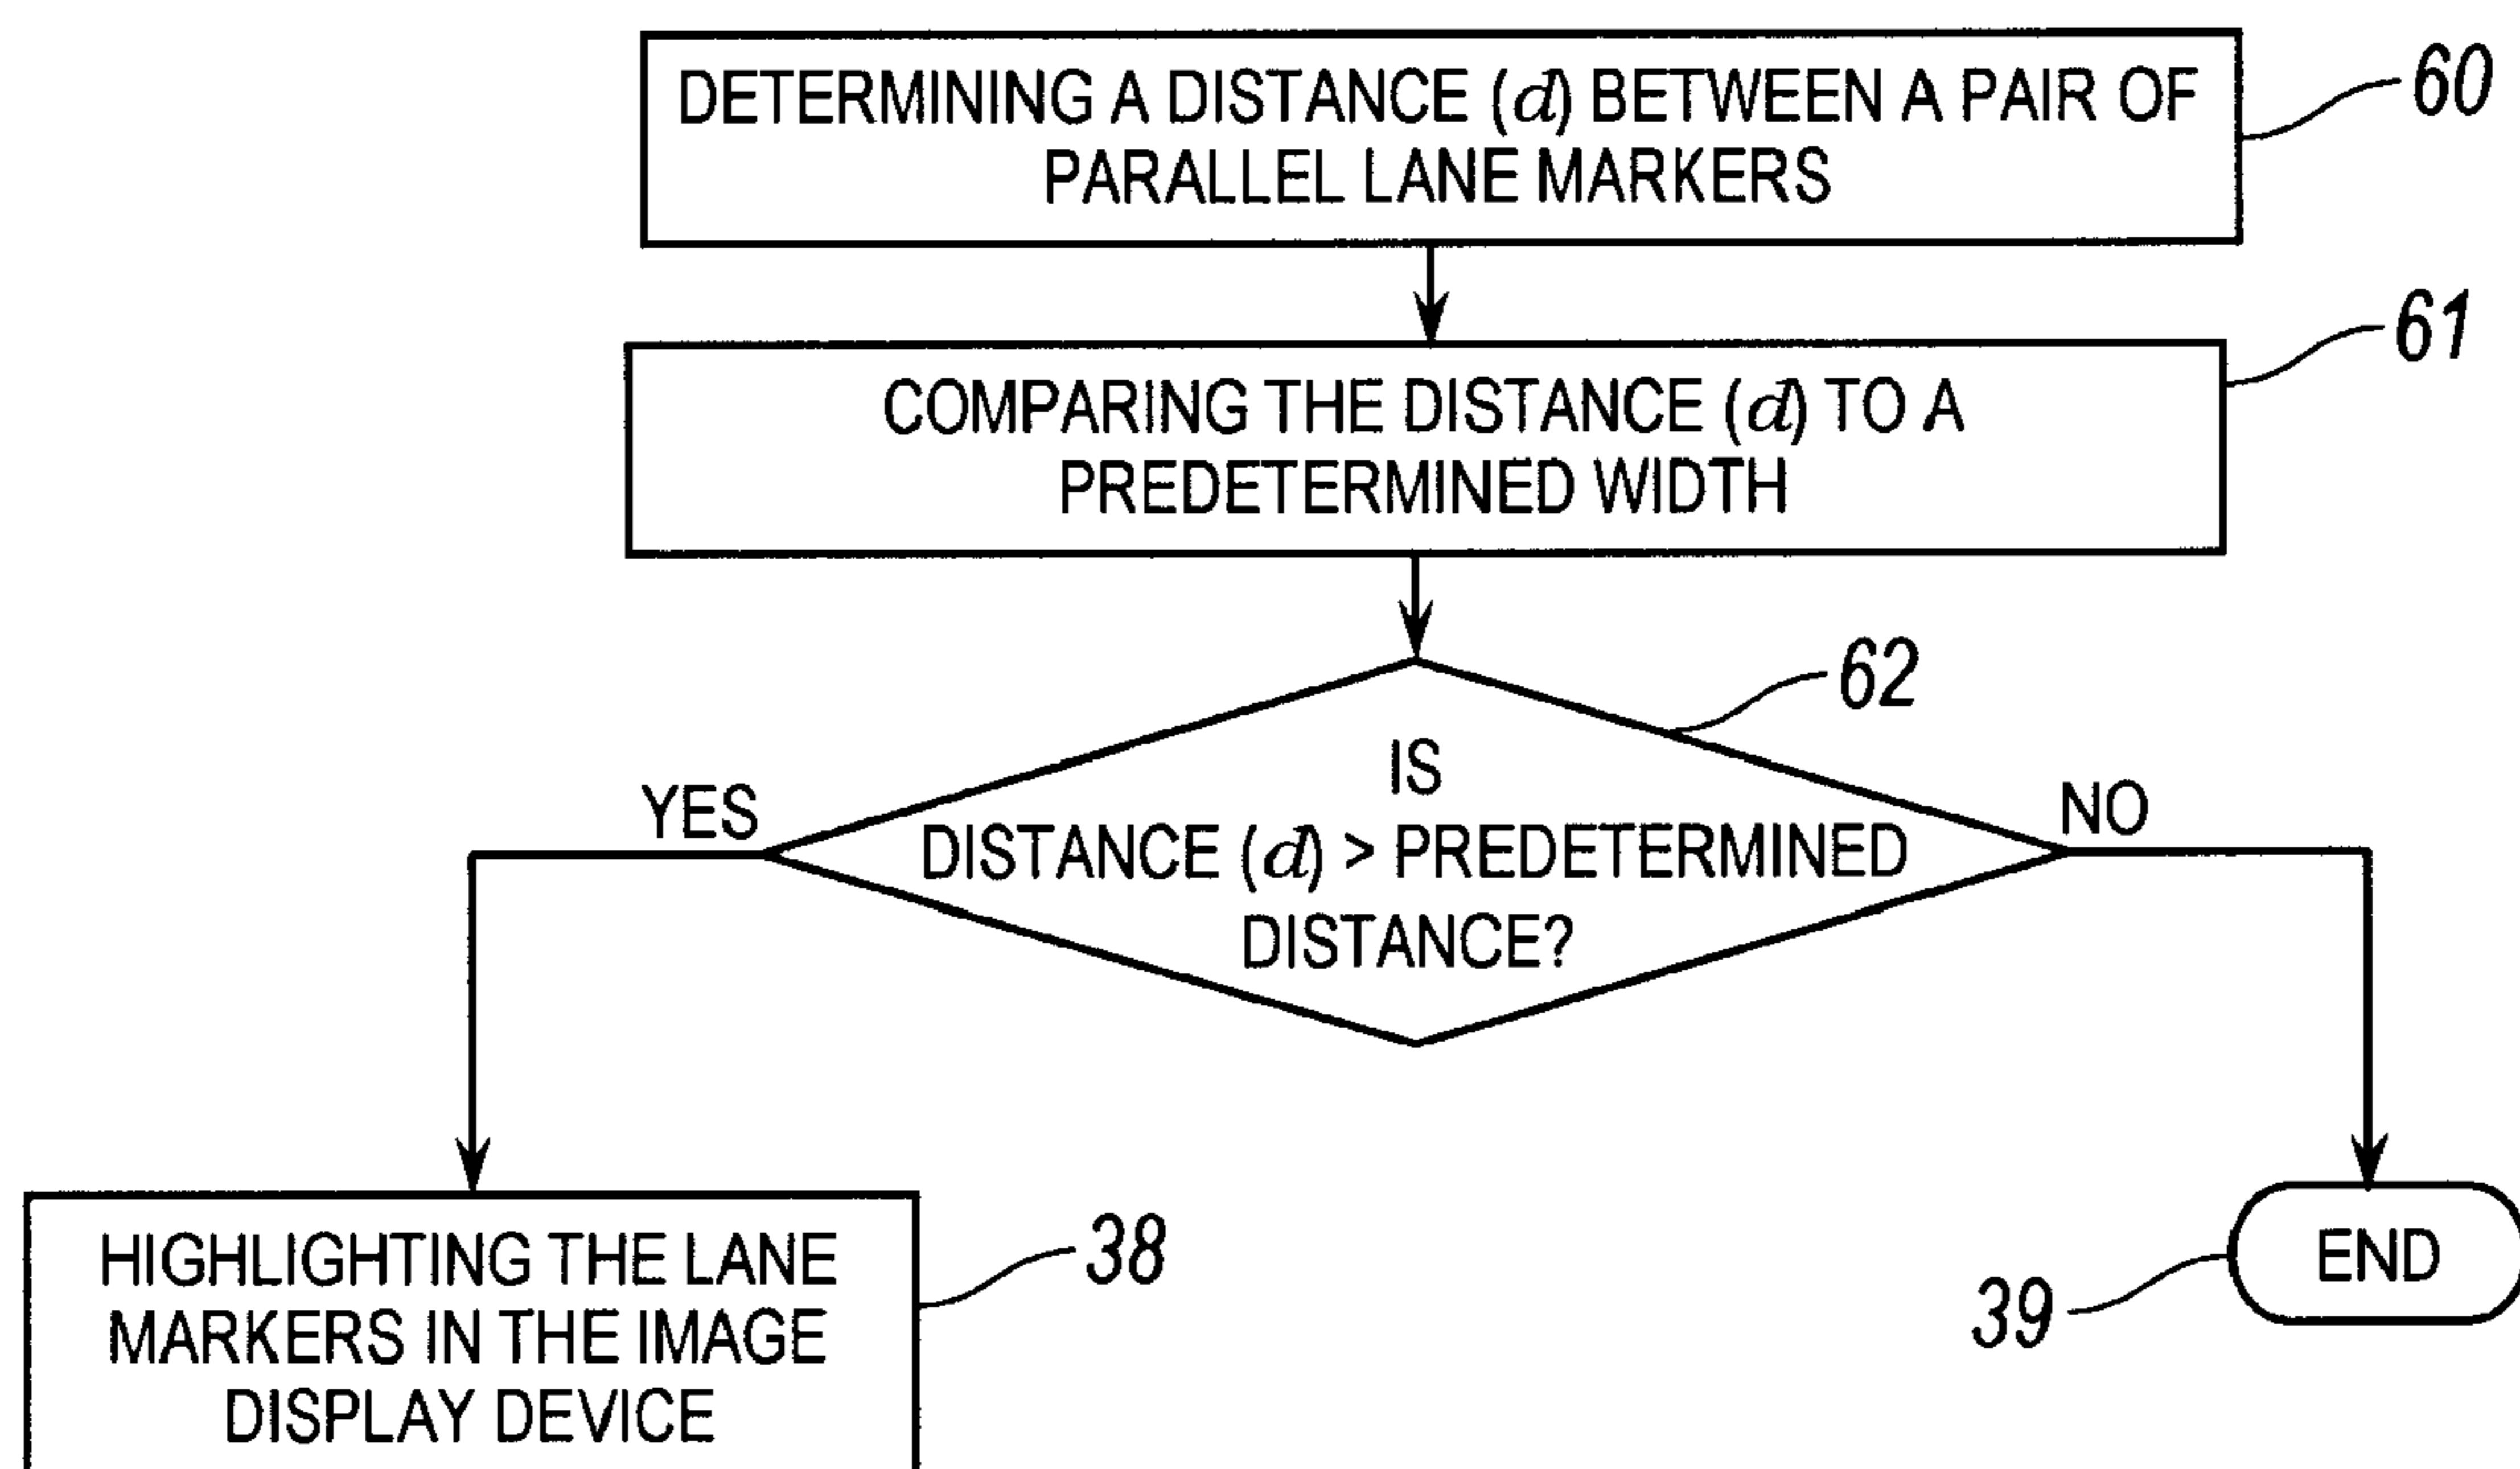 DETERMINING A DISTANCE (d) BETWEEN A PAIR OF
PARALLEL LANE MARKERS
60
COMPARING THE DISTANCE (d) TO A
PREDETERMINED WIDTH
61
62
IS
DISTANCE (d) > PREDETERMINED
DISTANCE?
YES
NO
HIGHLIGHTING THE LANE
MARKERS IN THE IMAGE
DISPLAY DEVICE
38
END
39